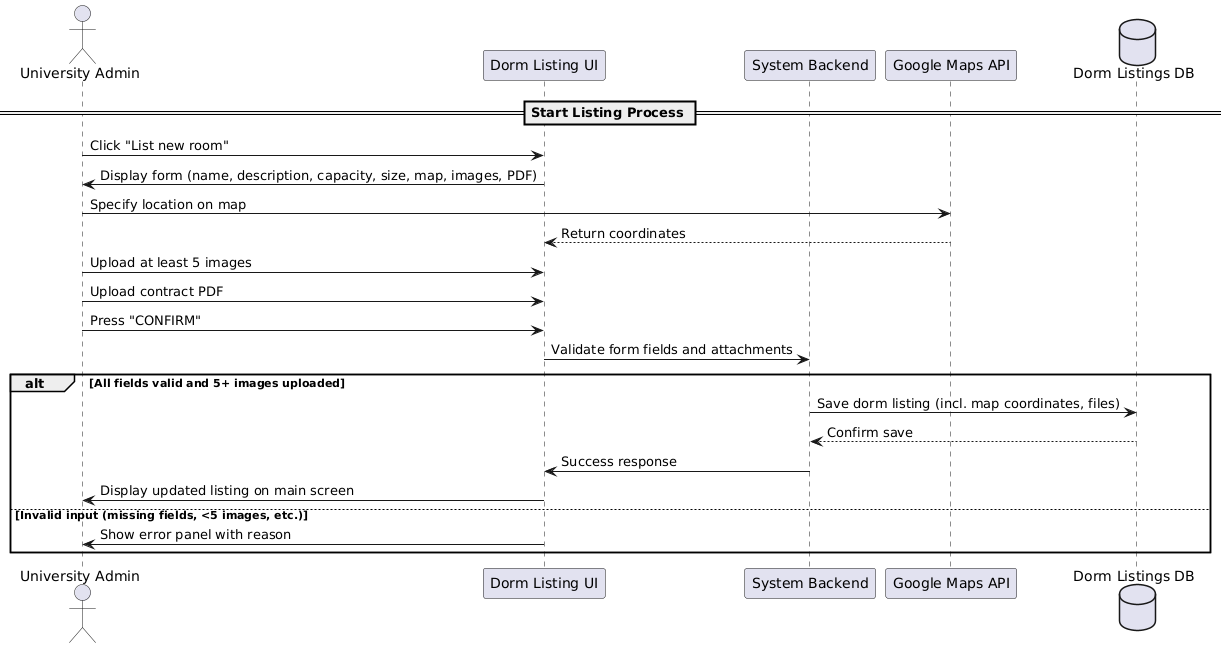 University Admin
Dorm Listing UI
System Backend
Google Maps API
Dorm Listings DB
Start Listing Process
Click "List new room"
Display form (name, description, capacity, size, map, images, PDF)
Specify location on map
Return coordinates
Upload at least 5 images
Upload contract PDF
Press "CONFIRM"
Validate form fields and attachments
alt
[All fields valid and 5+ images uploaded]
Save dorm listing (incl. map coordinates, files)
Confirm save
Success response
Display updated listing on main screen
[Invalid input (missing fields, <5 images, etc.)]
Show error panel with reason
University Admin
Dorm Listing UI
System Backend
Google Maps API
Dorm Listings DB